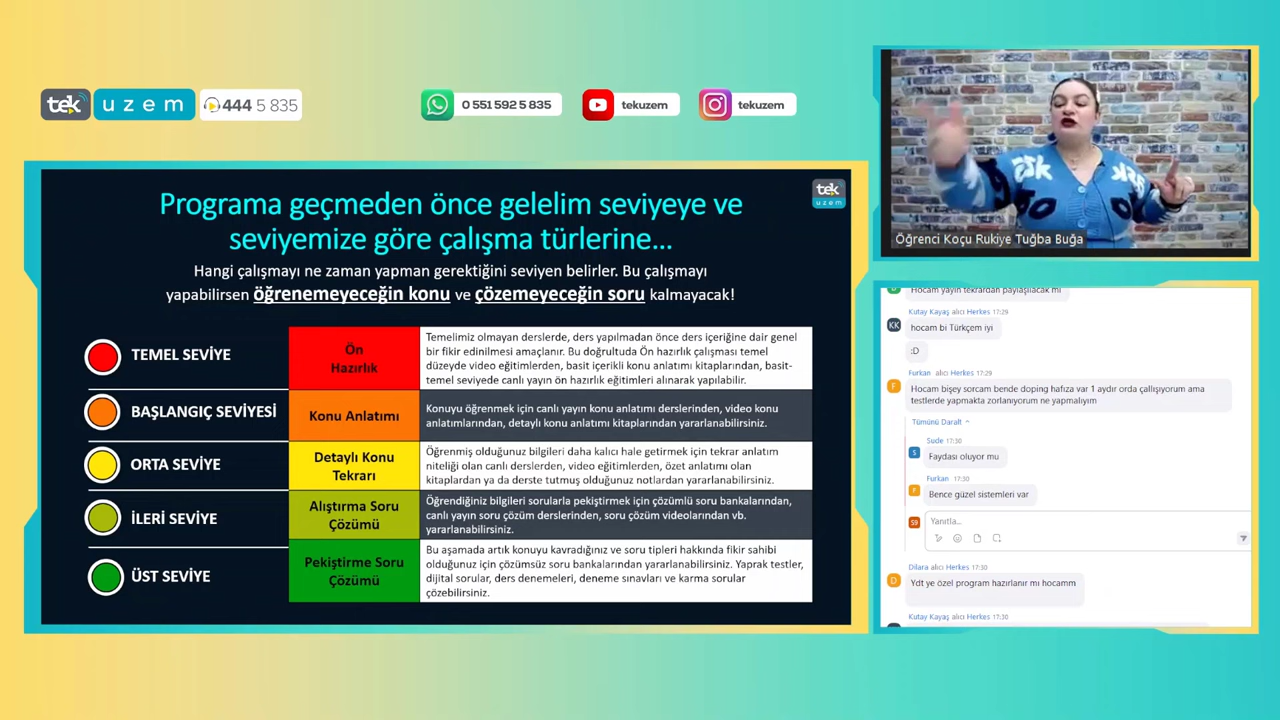 tek
uzem
444 5 835
0 551 592 5 835
tekuzem
tekuzem
tek
uzem
Programa geçmeden önce gelelim seviyeye ve
seviyemize göre çalışma türlerine...
Hangi çalışmayı ne zaman yapman gerektiğini seviyen belirler. Bu çalışmayı
yapabilirsen öğrenemeyeceğin konu ve çözemeyeceğin soru kalmayacak!
TEMEL SEVİYE
Ön
Hazırlık
Temelimiz olmayan derslerde, ders yapılmadan önce ders içeriğine dair genel
bir fikir edinilmesi amaçlanır. Bu doğrultuda Ön hazırlık çalışması temel
düzeyde video eğitimlerden, basit içerikli konu anlatımı kitaplarından, basit-
temel seviyede canlı yayın ön hazırlık eğitimleri alınarak yapılabilir.
BAŞLANGIÇ SEVİYESİ
Konu Anlatımı
Konuyu öğrenmek için canlı yayın konu anlatımı derslerinden, video konu
anlatımlarından, detaylı konu anlatımı kitaplarından yararlanabilirsiniz.
ORTA SEVİYE
Detaylı Konu
Tekrarı
Öğrenmiş olduğunuz bilgileri daha kalıcı hale getirmek için tekrar anlatım
niteliği olan canlı derslerden, video eğitimlerden, özet anlatımı olan
kitaplardan ya da derste tutmuş olduğunuz notlardan yararlanabilirsiniz.
İLERİ SEVİYE
Alıştırma Soru
Çözümü
Öğrendiğiniz bilgileri sorularla pekiştirmek için çözümlü soru bankalarından,
canlı yayın soru çözüm derslerinden, soru çözüm videolarından vb.
yararlanabilirsiniz.
ÜST SEVİYE
Pekiştirme Soru
Çözümü
Bu aşamada artık konuyu kavradığınız ve soru tipleri hakkında fikir sahibi
olduğunuz için çözümsüz soru bankalarından yararlanabilirsiniz. Yaprak testler,
dijital sorular, ders denemeleri, deneme sınavları ve karma sorular
çözebilirsiniz.
Öğrenci Koçu Rukiye Tuğba Buğa
Hocam yayın tekrardan paylaşılacak mı
Kutay Kayaş alıcı Herkes 17:29
KK
hocam bi Türkçem iyi
:D
Furkan alıcı Herkes 17:29
F
Hocam bişey sorcam bende doping hafıza var 1 aydır orda çallışıyorum ama
testlerde yapmakta zorlanıyorum ne yapmalıyım
Tümünü Daralt
Sude 17:30
S
Faydası oluyor mu
Furkan 17:30
F
Bence güzel sistemleri var
S9
Yanıtla...
Dilara alıcı Herkes 17:30
D
Ydt ye özel program hazırlanır mı hocamm
Kutay Kayaş alıcı Herkes 17:30